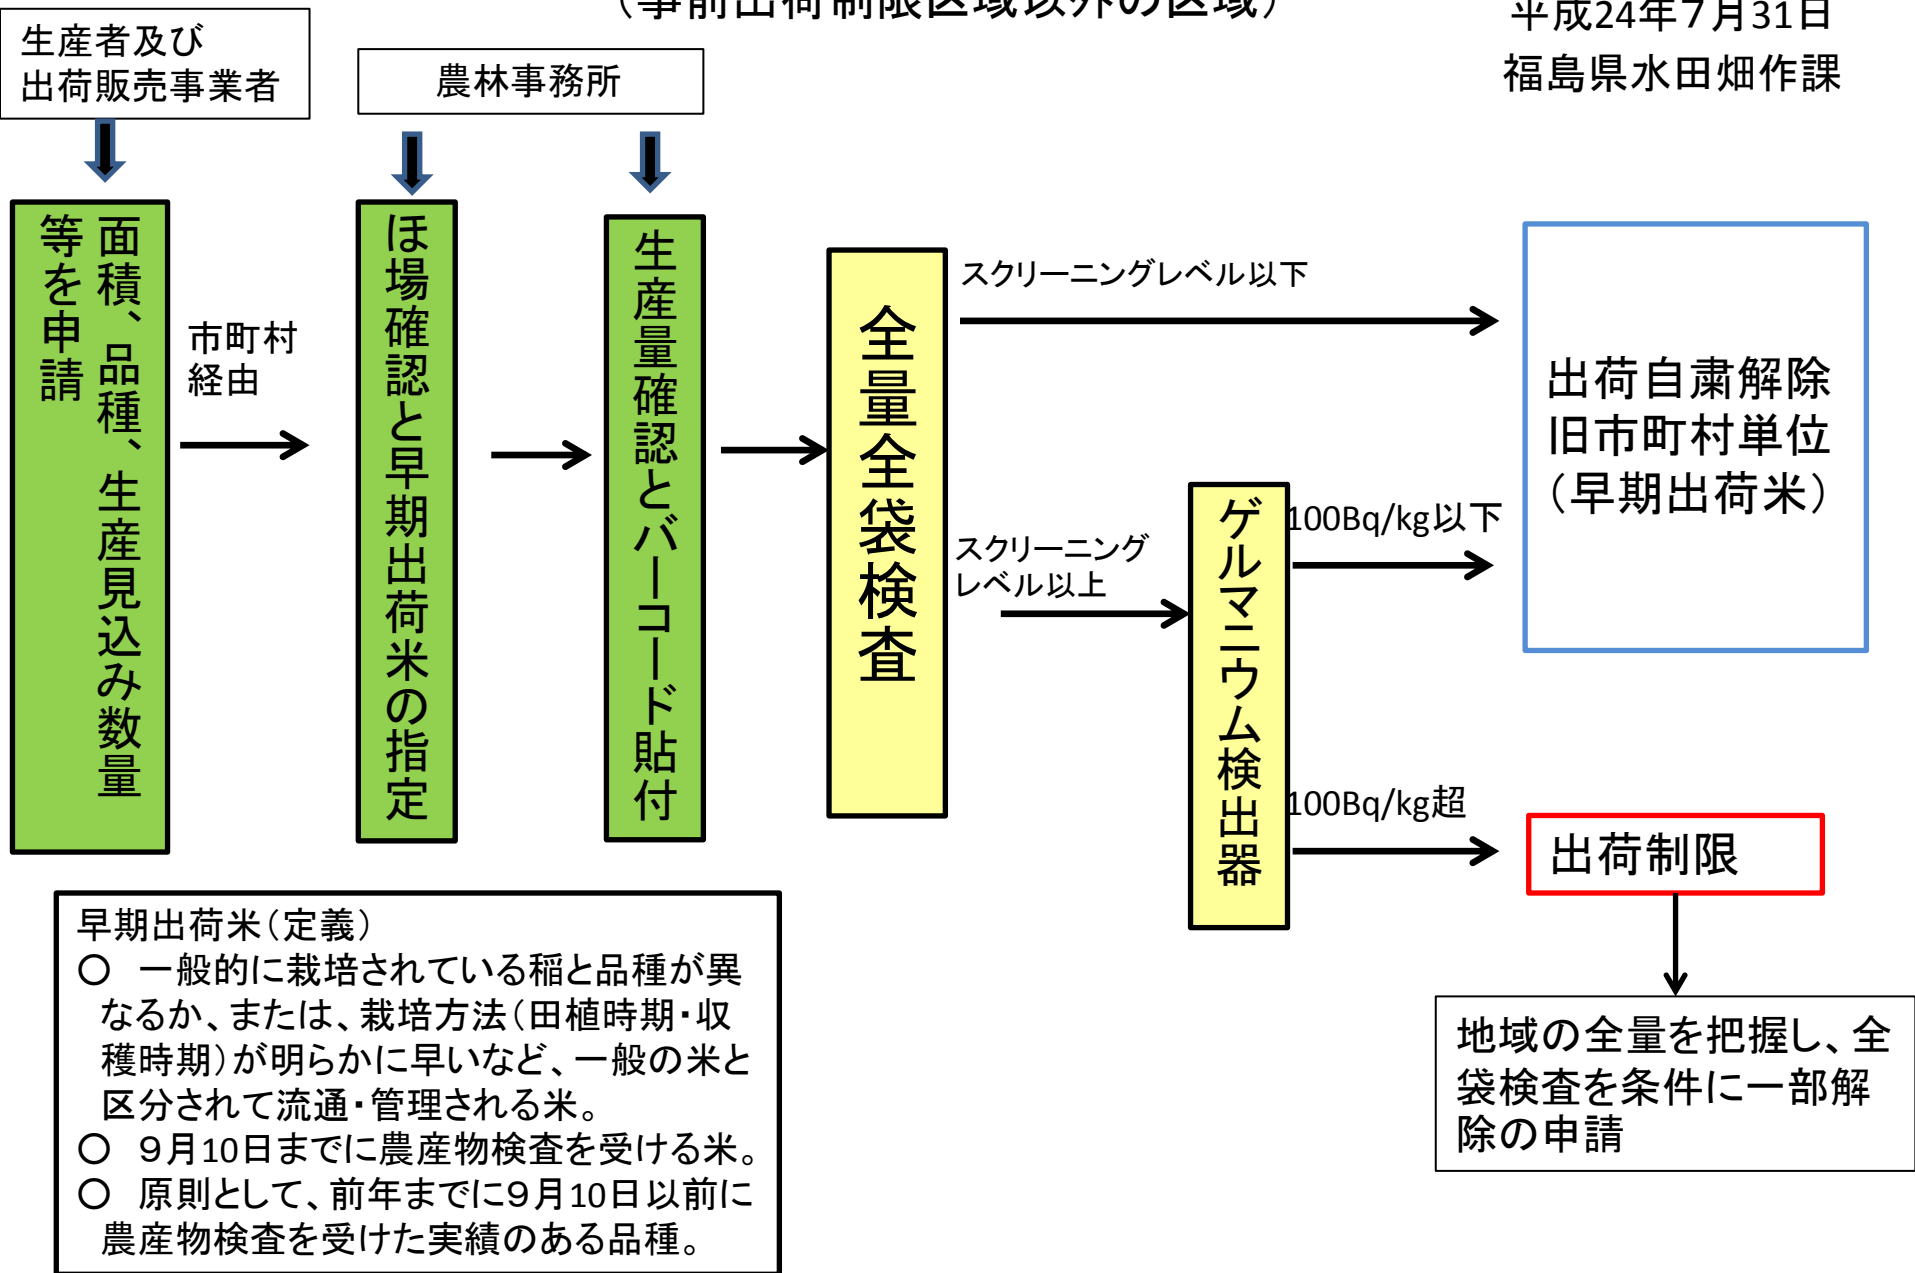 （事前出荷制限区域以外の区域）
平成24年７月31日
福島県水田畑作課
生産者及び
出荷販売事業者
農林事務所
面積、品種、生産見込み数量
等を申請
市町村
経由
ほ場確認と早期出荷米の指定
生産量確認とバーコード貼付
全量全袋検査
スクリーニングレベル以下
スクリーニング
レベル以上
ゲルマニウム検出器
100Bq/kg以下
100Bq/kg超
出荷自粛解除
旧市町村単位
（早期出荷米）
出荷制限
地域の全量を把握し、全
袋検査を条件に一部解
除の申請
早期出荷米（定義）
○　一般的に栽培されている稲と品種が異
なるか、または、栽培方法（田植時期・収
穫時期）が明らかに早いなど、一般の米と
区分されて流通・管理される米。
○　９月10日までに農産物検査を受ける米。
○　原則として、前年までに９月10日以前に
農産物検査を受けた実績のある品種。